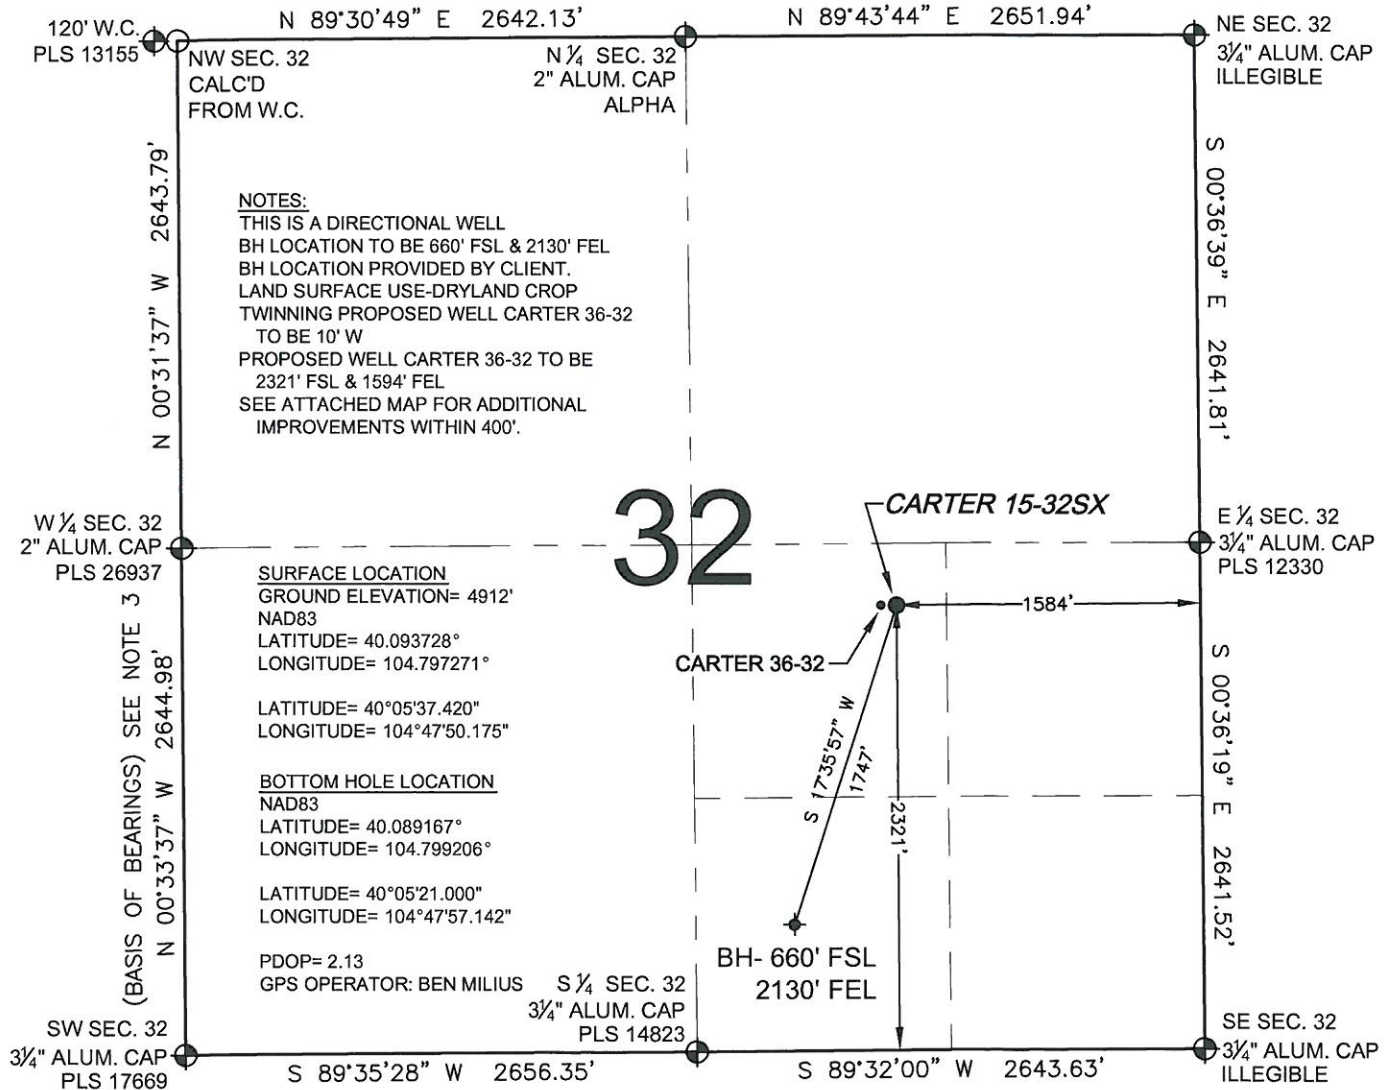 N 89°30'49" E 2642.13'
N 89°43'44" E 2651.94'
120' W.C.
PLS 13155
NW SEC. 32
CALC'D
FROM W.C.
N ¼ SEC. 32
2" ALUM. CAP
ALPHA
NE SEC. 32
3¼" ALUM. CAP
ILLEGIBLE
N 00°31'37" W 2643.79'
S 00°36'39" E 2641.81'
NOTES:
THIS IS A DIRECTIONAL WELL
BH LOCATION TO BE 660' FSL & 2130' FEL
BH LOCATION PROVIDED BY CLIENT.
LAND SURFACE USE-DRYLAND CROP
TWINNING PROPOSED WELL CARTER 36-32
TO BE 10' W
PROPOSED WELL CARTER 36-32 TO BE
2321' FSL & 1594' FEL
SEE ATTACHED MAP FOR ADDITIONAL
IMPROVEMENTS WITHIN 400'.
32
CARTER 15-32SX
W ¼ SEC. 32
2" ALUM. CAP
PLS 26937
E ¼ SEC. 32
3¼" ALUM. CAP
PLS 12330
SURFACE LOCATION
GROUND ELEVATION= 4912'
NAD83
LATITUDE= 40.093728°
LONGITUDE= 104.797271°
LATITUDE= 40°05'37.420"
LONGITUDE= 104°47'50.175"
1584'
CARTER 36-32
(BASIS OF BEARINGS) SEE NOTE 3
N 00°33'37" W 2644.98'
S 17°35'57" W
1747'
2321'
S 00°36'19" E 2641.52'
BOTTOM HOLE LOCATION
NAD83
LATITUDE= 40.089167°
LONGITUDE= 104.799206°
LATITUDE= 40°05'21.000"
LONGITUDE= 104°47'57.142"
PDOP= 2.13
GPS OPERATOR: BEN MILIUS
BH- 660' FSL
2130' FEL
S ¼ SEC. 32
3¼" ALUM. CAP
PLS 14823
SW SEC. 32
3¼" ALUM. CAP
PLS 17669
SE SEC. 32
3¼" ALUM. CAP
ILLEGIBLE
S 89°35'28" W 2656.35'
S 89°32'00" W 2643.63'